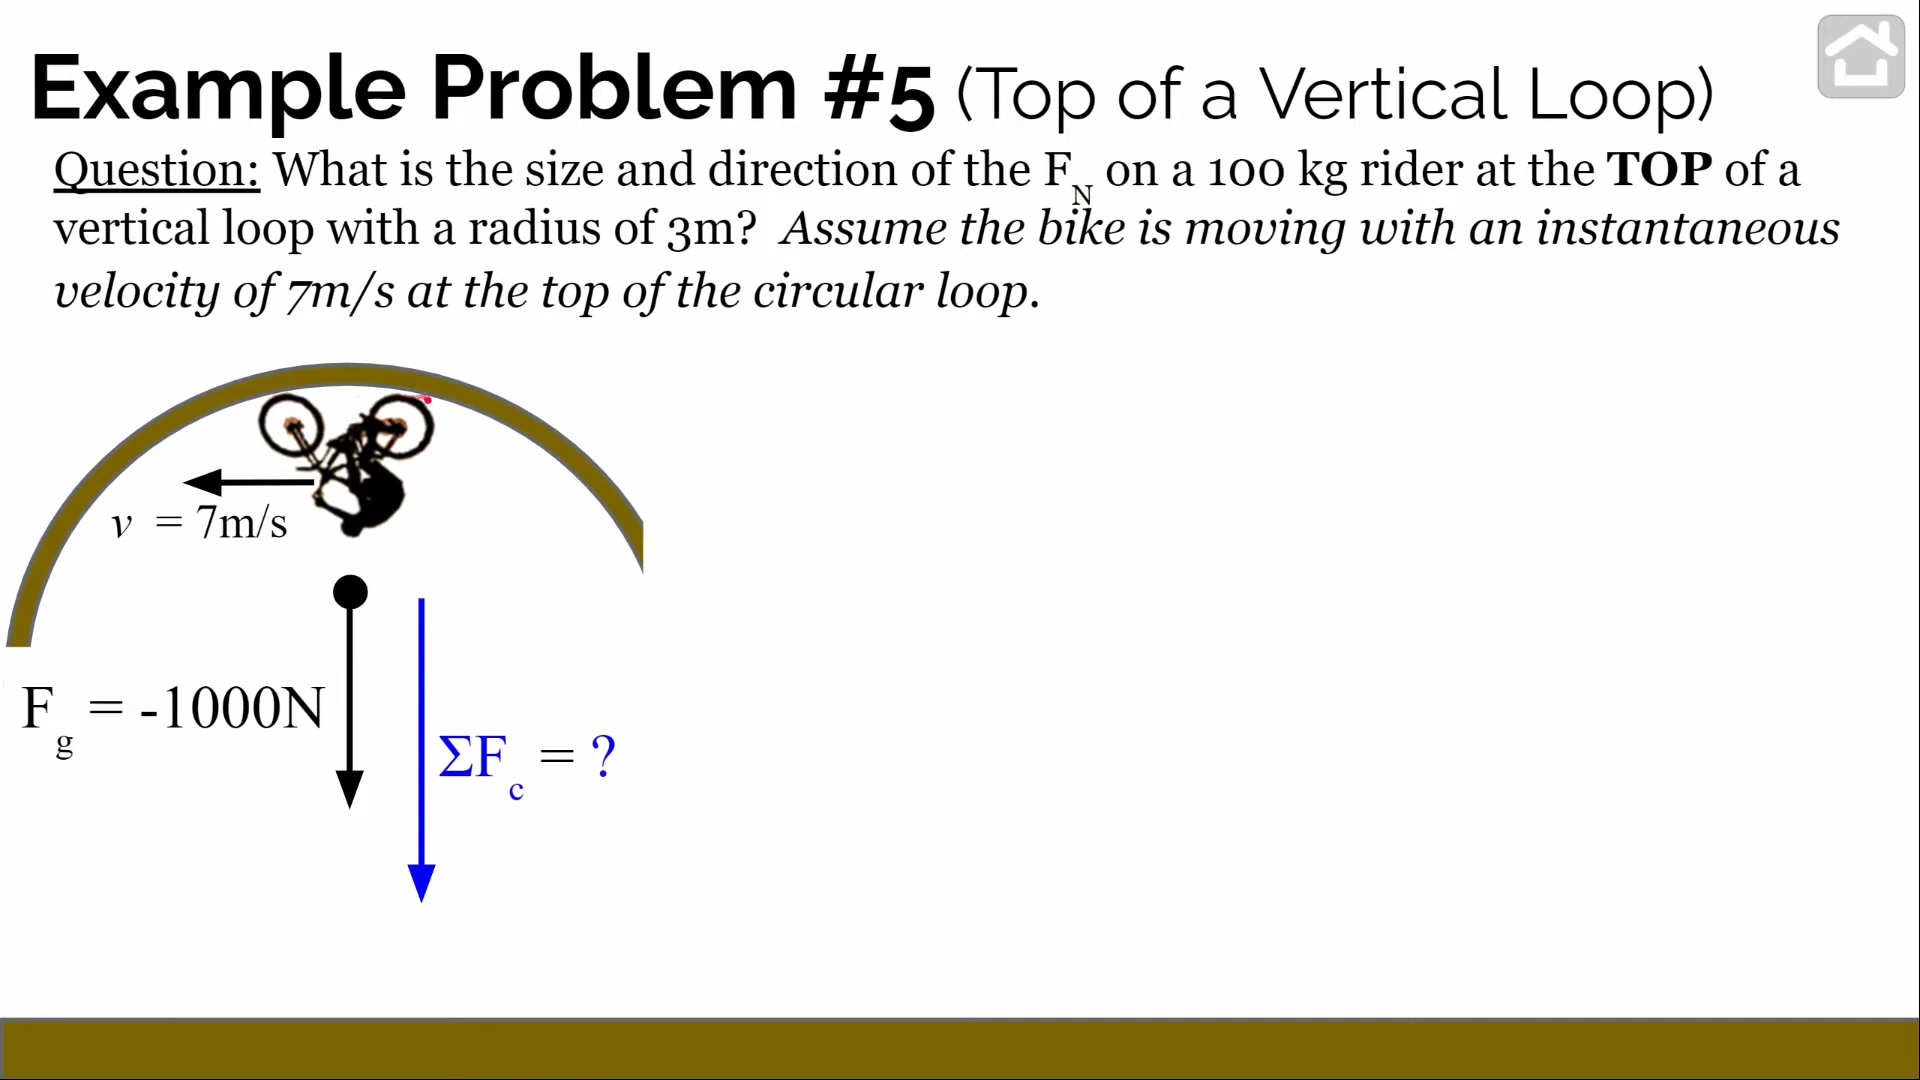 Example Problem #5 (Top of a Vertical Loop)
Question: What is the size and direction of the F_N on a 100 kg rider at the TOP of a
vertical loop with a radius of 3m? Assume the bike is moving with an instantaneous
velocity of 7m/s at the top of the circular loop.
v = 7m/s
F_g = -1000N
ΣF_c = ?